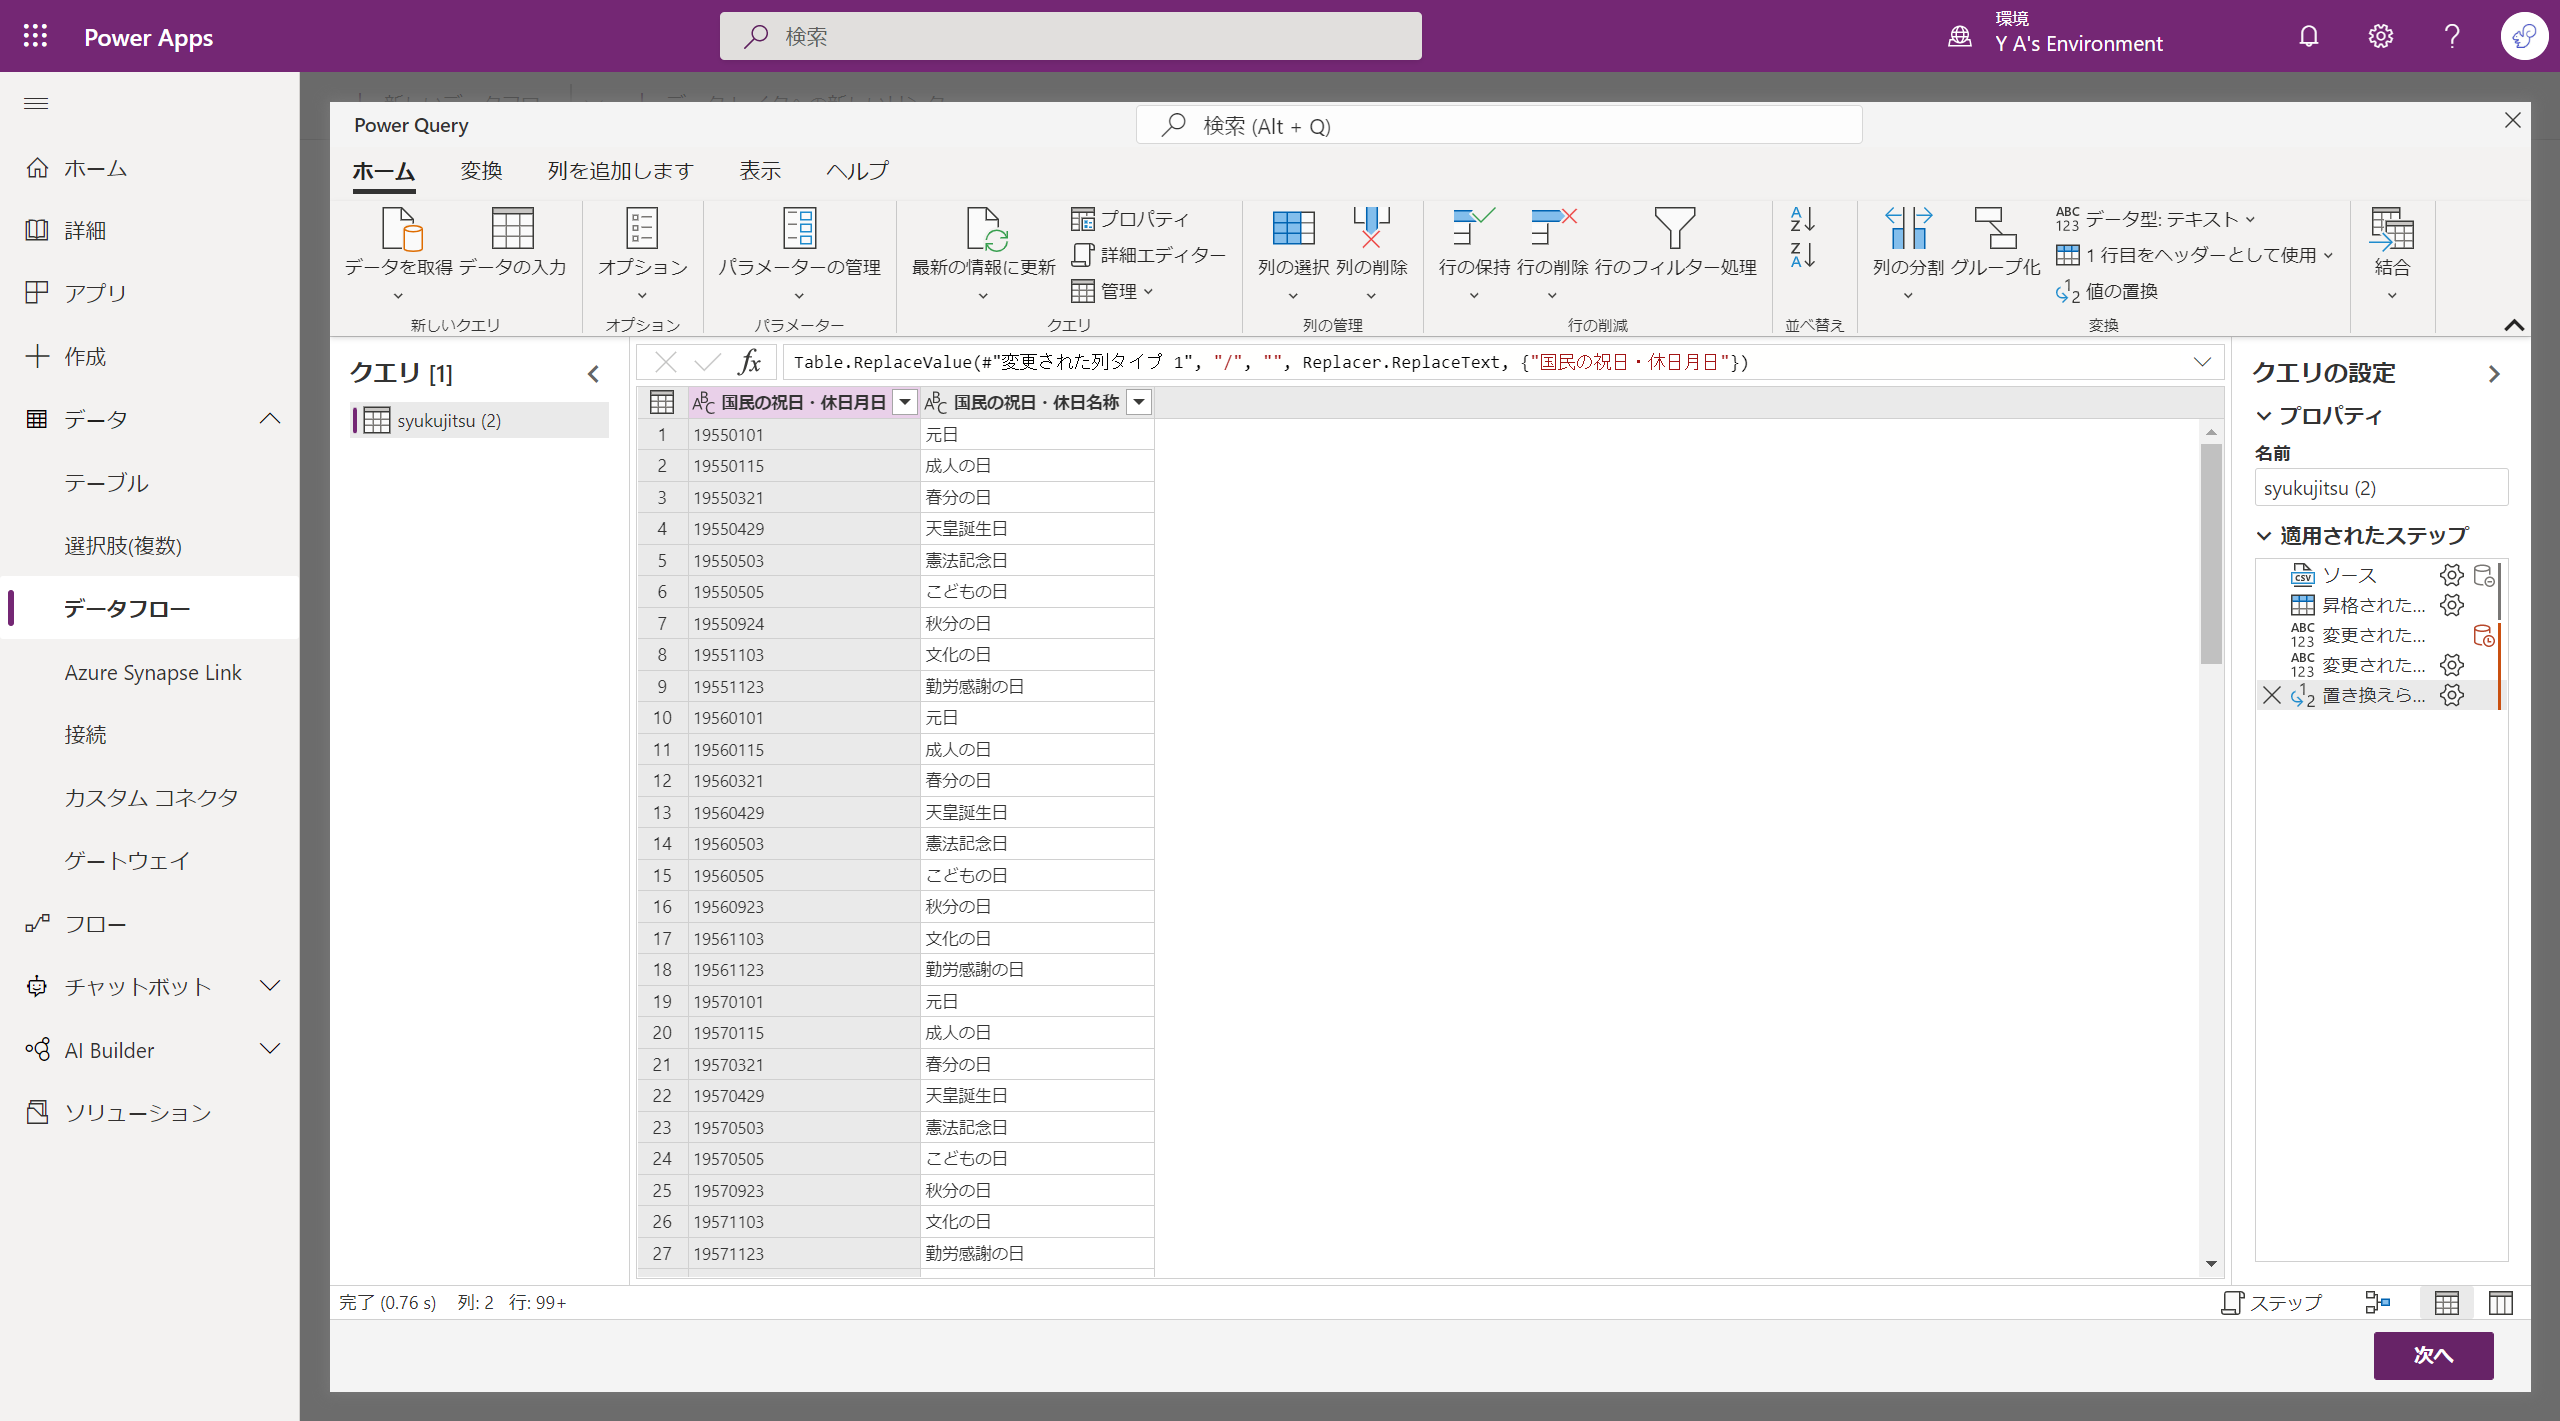 Power Apps
検索
環境
Y A's Environment
ホーム
詳細
アプリ
作成
データ
テーブル
選択肢(複数)
データフロー
Azure Synapse Link
接続
カスタム コネクタ
ゲートウェイ
フロー
チャットボット
AI Builder
ソリューション
Power Query
検索 (Alt + Q)
ホーム 変換 列を追加します 表示 ヘルプ
データを取得 データの入力
新しいクエリ
オプション
オプション
パラメーターの管理
パラメーター
最新の情報に更新
プロパティ
詳細エディター
管理
クエリ
列の選択 列の削除
列の管理
行の保持 行の削除 行のフィルター処理
行の削減
並べ替え
列の分割 グループ化
データ型: テキスト
1 行目をヘッダーとして使用
値の置換
変換
結合
クエリ [1]
syukujitsu (2)
fx Table.ReplaceValue(#"変更された列タイプ 1", "/", "", Replacer.ReplaceText, {"国民の祝日・休日月日"})
国民の祝日・休日月日 国民の祝日・休日名称
1 19550101 元日
2 19550115 成人の日
3 19550321 春分の日
4 19550429 天皇誕生日
5 19550503 憲法記念日
6 19550505 こどもの日
7 19550924 秋分の日
8 19551103 文化の日
9 19551123 勤労感謝の日
10 19560101 元日
11 19560115 成人の日
12 19560321 春分の日
13 19560429 天皇誕生日
14 19560503 憲法記念日
15 19560505 こどもの日
16 19560923 秋分の日
17 19561103 文化の日
18 19561123 勤労感謝の日
19 19570101 元日
20 19570115 成人の日
21 19570321 春分の日
22 19570429 天皇誕生日
23 19570503 憲法記念日
24 19570505 こどもの日
25 19570923 秋分の日
26 19571103 文化の日
27 19571123 勤労感謝の日
クエリの設定
プロパティ
名前
syukujitsu (2)
適用されたステップ
ソース
昇格された...
変更された...
変更された...
置き換えら...
完了 (0.76 s) 列: 2 行: 99+
ステップ
次へ